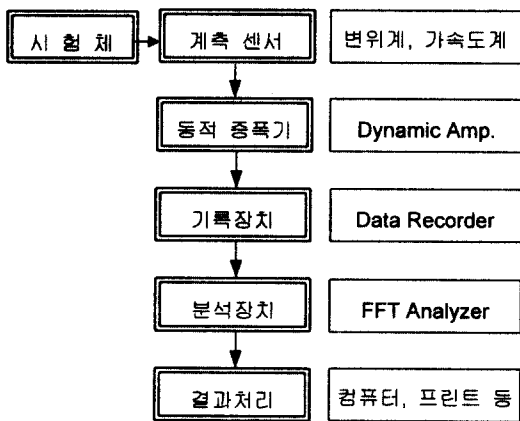 시 험 체
계측 센서
변위계, 가속도계
동적 증폭기
Dynamic Amp.
기록장치
Data Recorder
분석장치
FFT Analyzer
결과처리
컴퓨터, 프린트 등